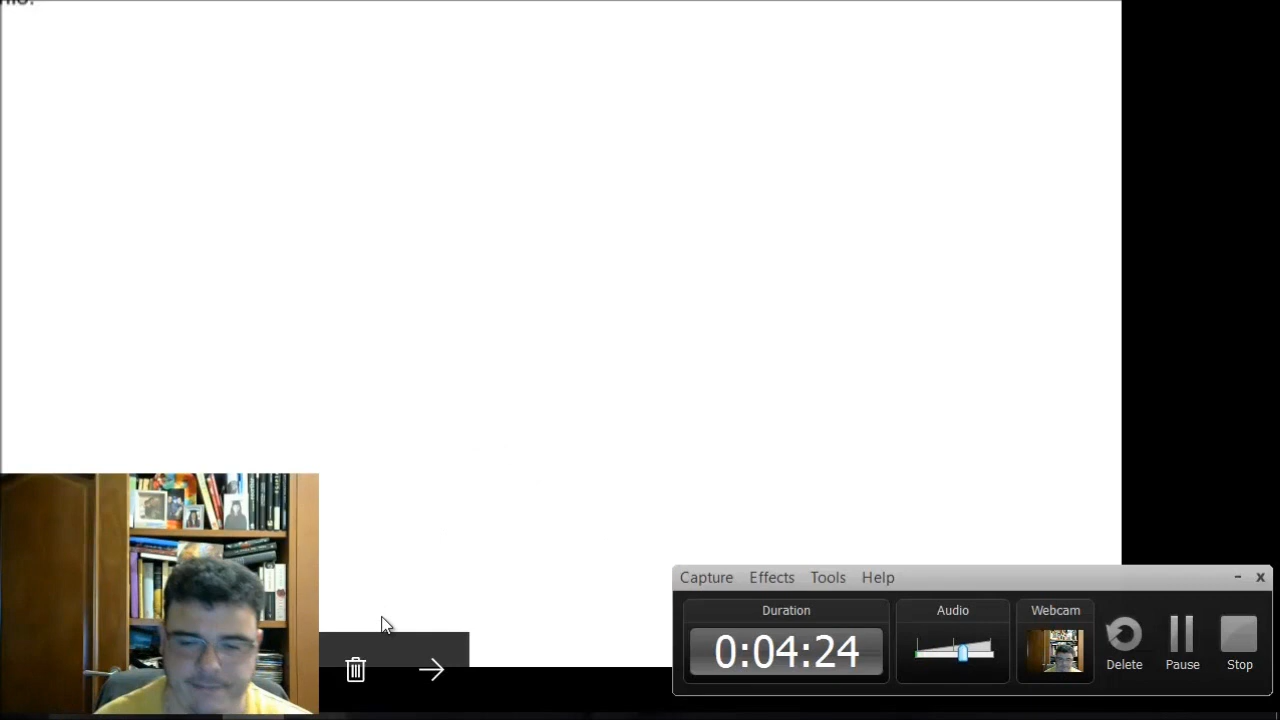 Capture Effects Tools Help
Duration
Audio
Webcam
0:04:24
Delete
Pause
Stop